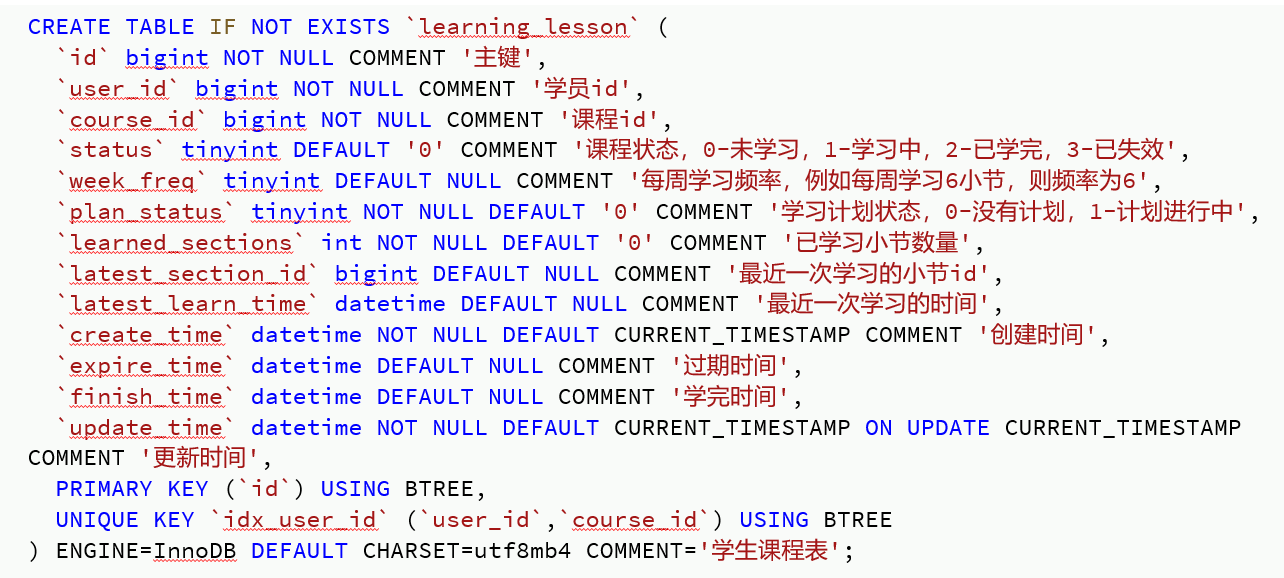 CREATE TABLE IF NOT EXISTS `learning_lesson` (
  `id` bigint NOT NULL COMMENT '主键',
  `user_id` bigint NOT NULL COMMENT '学员id',
  `course_id` bigint NOT NULL COMMENT '课程id',
  `status` tinyint DEFAULT '0' COMMENT '课程状态，0-未学习，1-学习中，2-已学完，3-已失效',
  `week_freq` tinyint DEFAULT NULL COMMENT '每周学习频率，例如每周学习6小节，则频率为6',
  `plan_status` tinyint NOT NULL DEFAULT '0' COMMENT '学习计划状态，0-没有计划，1-计划进行中',
  `learned_sections` int NOT NULL DEFAULT '0' COMMENT '已学习小节数量',
  `latest_section_id` bigint DEFAULT NULL COMMENT '最近一次学习的小节id',
  `latest_learn_time` datetime DEFAULT NULL COMMENT '最近一次学习的时间',
  `create_time` datetime NOT NULL DEFAULT CURRENT_TIMESTAMP COMMENT '创建时间',
  `expire_time` datetime DEFAULT NULL COMMENT '过期时间',
  `finish_time` datetime DEFAULT NULL COMMENT '学完时间',
  `update_time` datetime NOT NULL DEFAULT CURRENT_TIMESTAMP ON UPDATE CURRENT_TIMESTAMP
COMMENT '更新时间',
  PRIMARY KEY (`id`) USING BTREE,
  UNIQUE KEY `idx_user_id` (`user_id`,`course_id`) USING BTREE
) ENGINE=InnoDB DEFAULT CHARSET=utf8mb4 COMMENT='学生课程表';